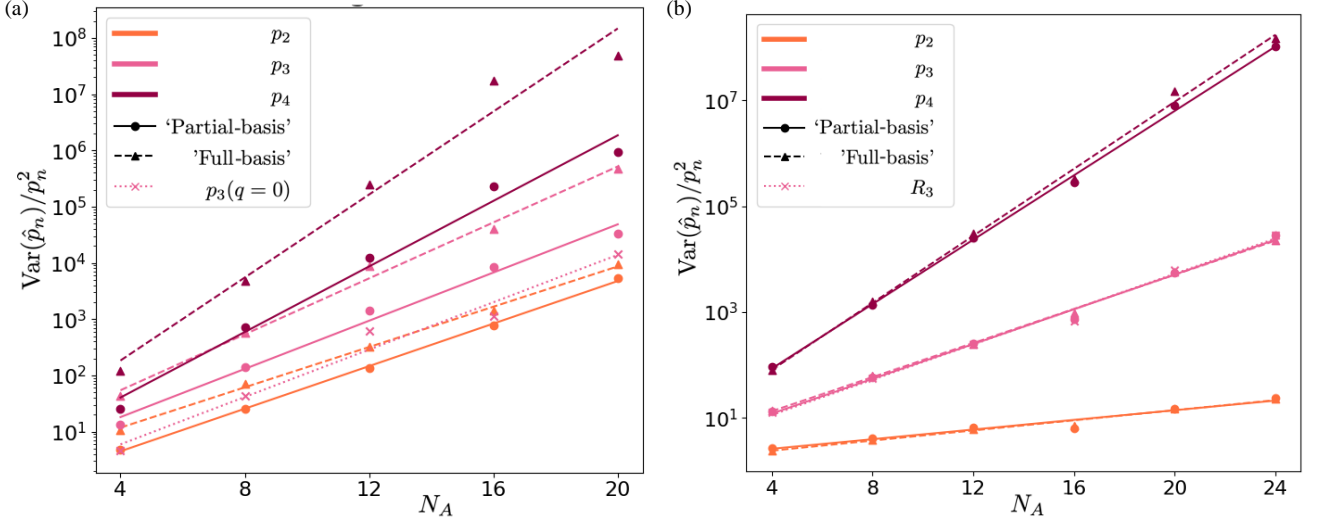 (a)
10^8
10^7
10^6
10^5
10^4
10^3
10^2
10^1
Var(p̂_n)/p_n^2
p_2
p_3
p_4
‘Partial-basis’
'Full-basis’
p_3(q = 0)
4 8 12 16 20
N_A
(b)
10^7
10^5
10^3
10^1
Var(p̂_n)/p_n^2
p_2
p_3
p_4
‘Partial-basis’
'Full-basis’
R_3
4 8 12 16 20 24
N_A